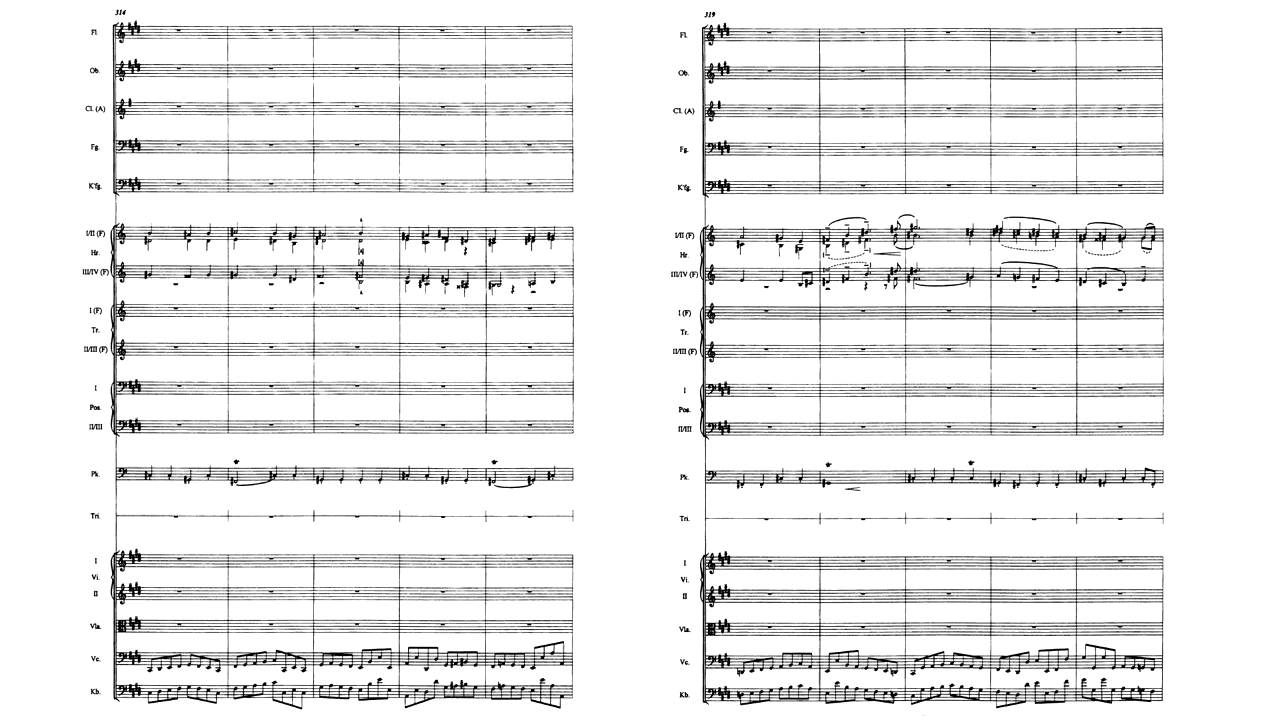 314
Fl.
Ob.
Cl. (A)
Fg.
K'fg.
I/II (F)
Hr.
III/IV (F)
I (F)
Tr.
II/III (F)
I
Pos.
II/III
Pk.
Tri.
I
Vi.
II
Vla.
Vc.
Kb.
319
Fl.
Ob.
Cl. (A)
Fg.
K'fg.
I/II (F)
Hr.
III/IV (F)
I (F)
Tr.
II/III (F)
I
Pos.
II/III
Pk.
Tri.
I
Vi.
II
Vla.
Vc.
Kb.